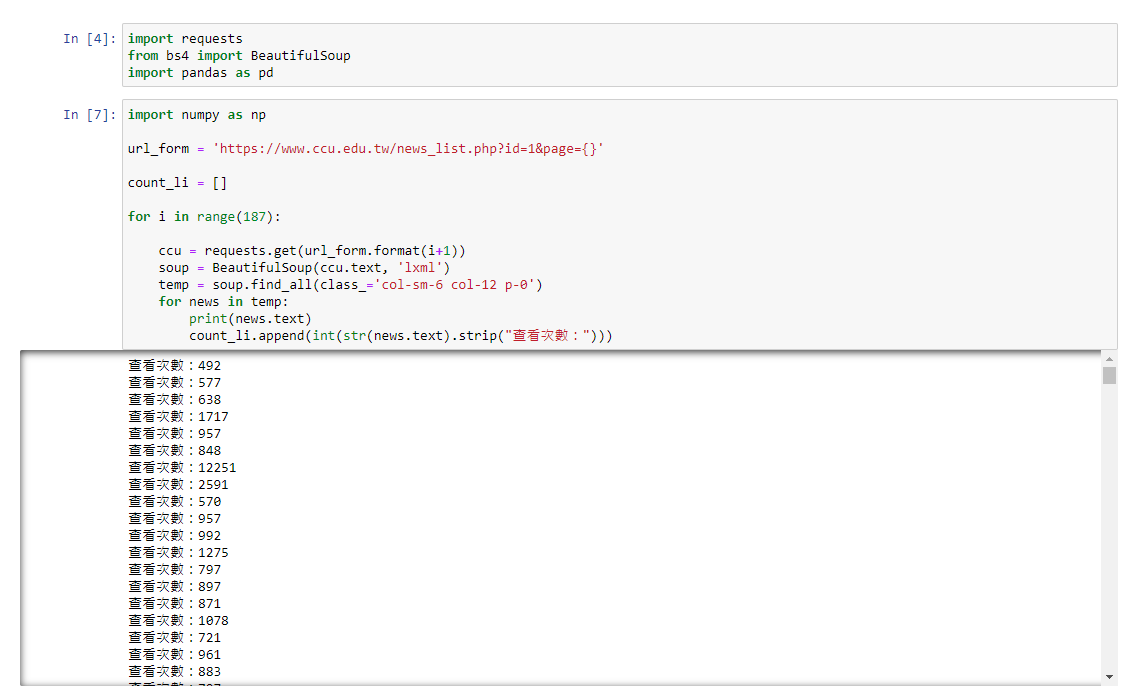 In [4]:
import requests
from bs4 import BeautifulSoup
import pandas as pd
In [7]:
import numpy as np
url_form = 'https://www.ccu.edu.tw/news_list.php?id=1&page={}'
count_li = []
for i in range(187):
    ccu = requests.get(url_form.format(i+1))
    soup = BeautifulSoup(ccu.text, 'lxml')
    temp = soup.find_all(class_='col-sm-6 col-12 p-0')
    for news in temp:
        print(news.text)
        count_li.append(int(str(news.text).strip("查看次數：")))
查看次數：492
查看次數：577
查看次數：638
查看次數：1717
查看次數：957
查看次數：848
查看次數：12251
查看次數：2591
查看次數：570
查看次數：957
查看次數：992
查看次數：1275
查看次數：797
查看次數：897
查看次數：871
查看次數：1078
查看次數：721
查看次數：961
查看次數：883